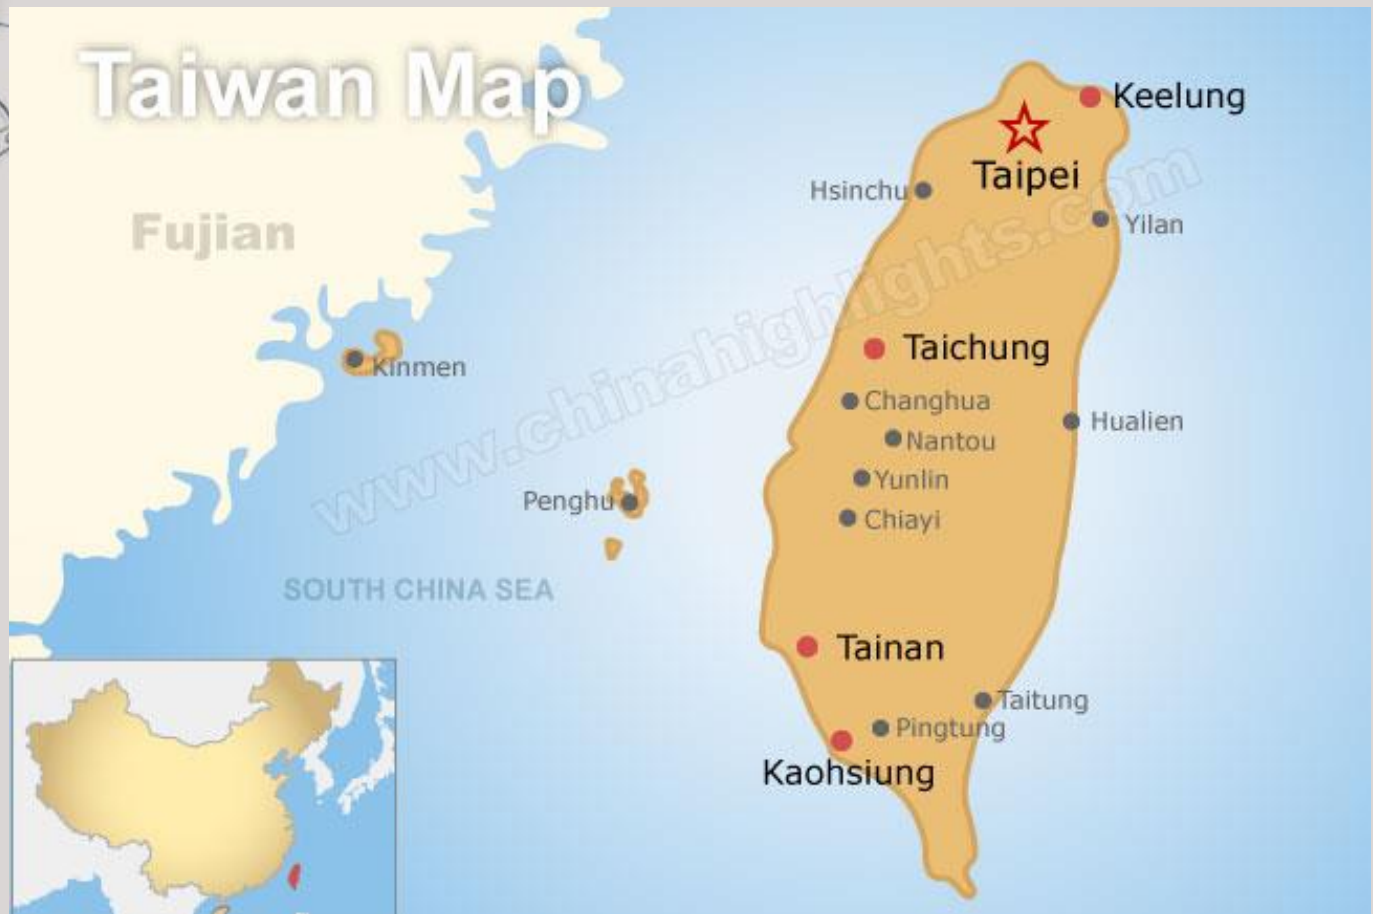 Taiwan Map
Keelung
Taipei
Hsinchu
Yilan
Fujian
www.chinahighlights.com
Taichung
Kinmen
Changhua
Hualien
Nantou
Yunlin
Penghu
Chiayi
SOUTH CHINA SEA
Tainan
Taitung
Pingtung
Kaohsiung